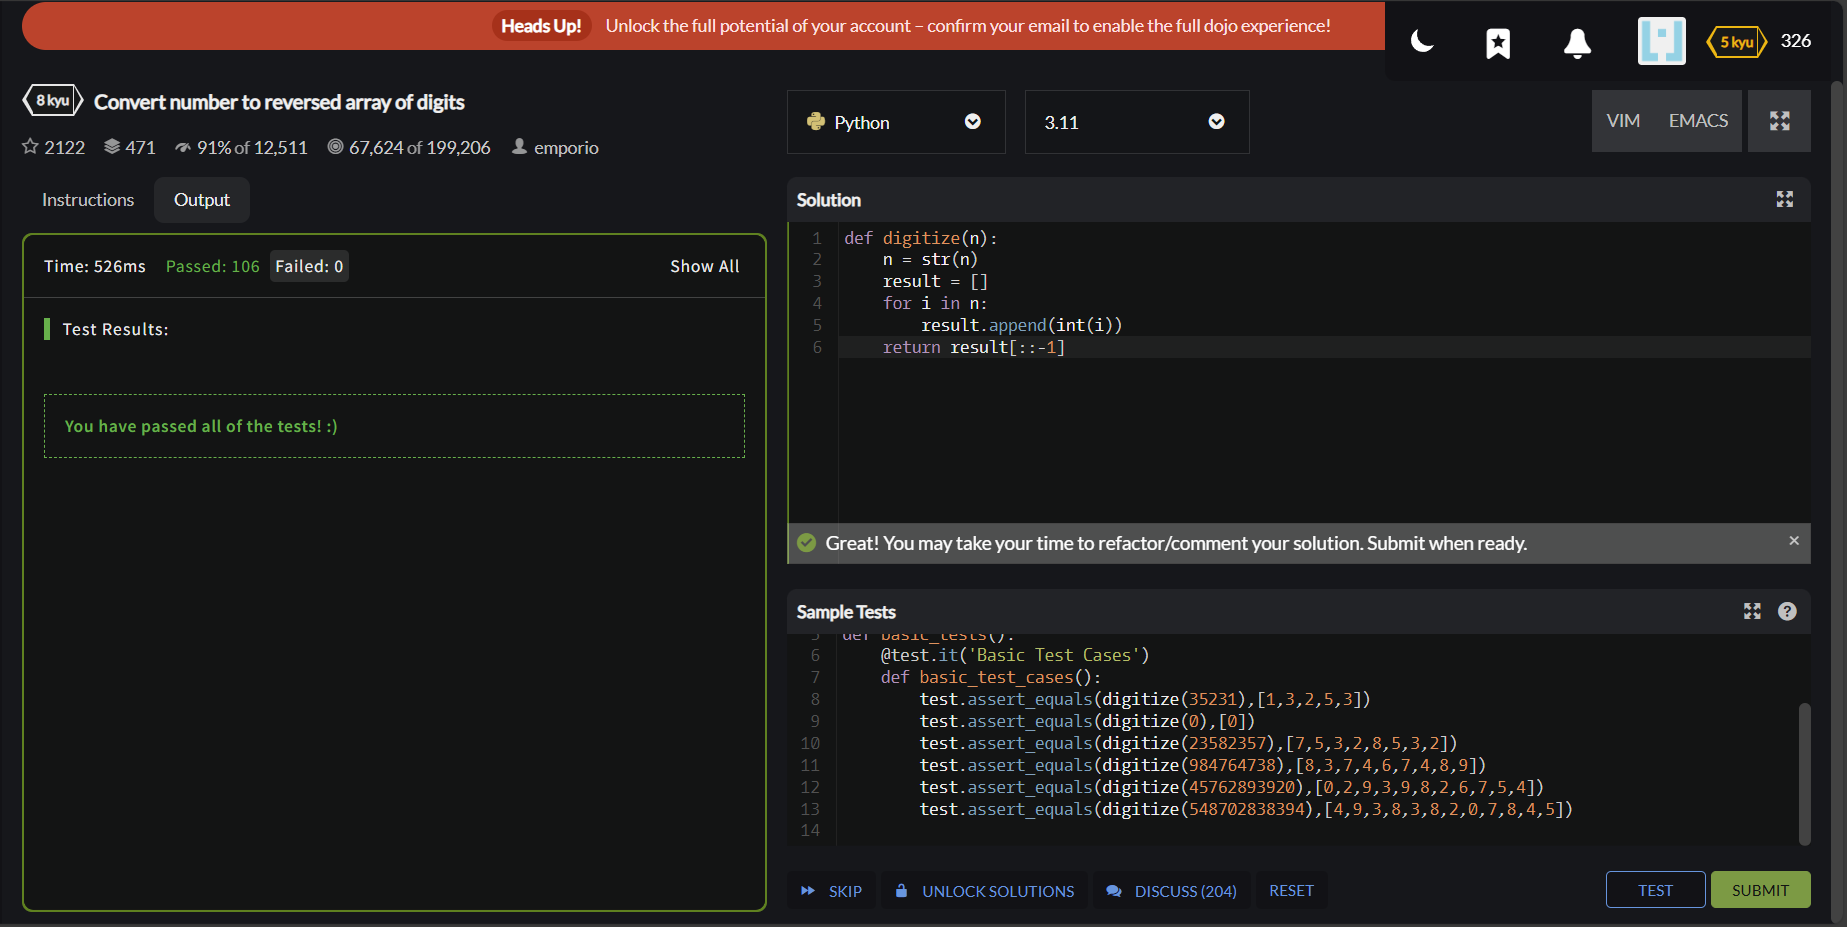 Heads Up! Unlock the full potential of your account – confirm your email to enable the full dojo experience!
5 kyu 326
8 kyu Convert number to reversed array of digits
2122 471 91% of 12,511 67,624 of 199,206 emporio
Python 3.11 VIM EMACS
Instructions Output
Time: 526ms Passed: 106 Failed: 0 Show All
Test Results:
You have passed all of the tests! :)
Solution
1 def digitize(n):
2     n = str(n)
3     result = []
4     for i in n:
5         result.append(int(i))
6     return result[::-1]
Great! You may take your time to refactor/comment your solution. Submit when ready. ×
Sample Tests
5 def basic_tests():
6     @test.it('Basic Test Cases')
7     def basic_test_cases():
8         test.assert_equals(digitize(35231),[1,3,2,5,3])
9         test.assert_equals(digitize(0),[0])
10         test.assert_equals(digitize(23582357),[7,5,3,2,8,5,3,2])
11         test.assert_equals(digitize(984764738),[8,3,7,4,6,7,4,8,9])
12         test.assert_equals(digitize(45762893920),[0,2,9,3,9,8,2,6,7,5,4])
13         test.assert_equals(digitize(548702838394),[4,9,3,8,3,8,2,0,7,8,4,5])
14
SKIP UNLOCK SOLUTIONS DISCUSS (204) RESET TEST SUBMIT